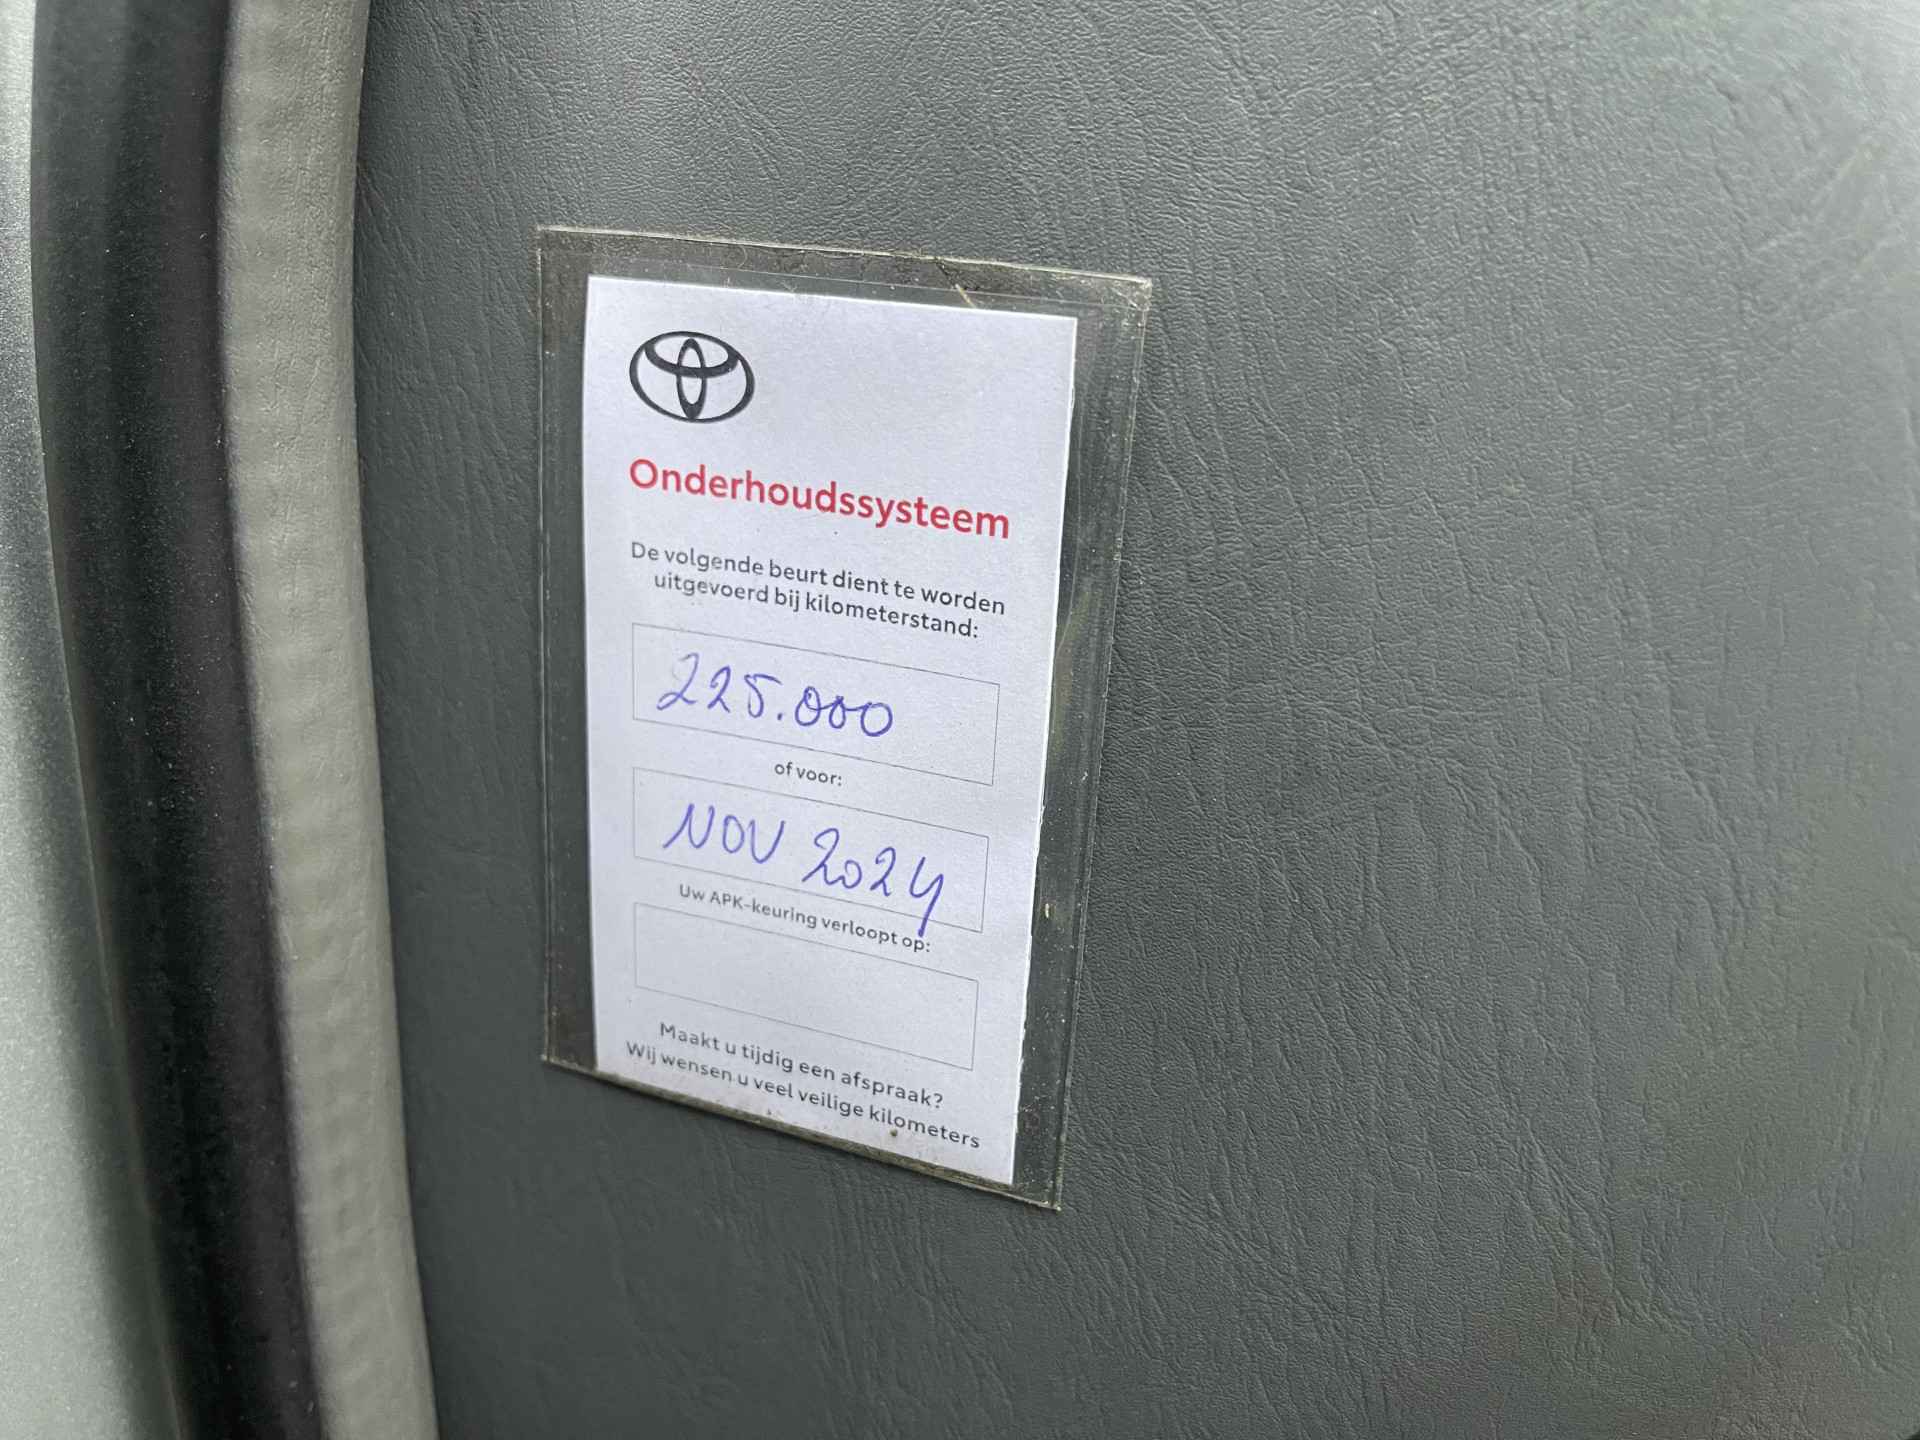 Onderhoudssysteem
De volgende beurt dient te worden
uitgevoerd bij kilometerstand:
225.000
of voor:
NOV 2024
Uw APK-keuring verloopt op:
Maakt u tijdig een afspraak?
Wij wensen u veel veilige kilometers